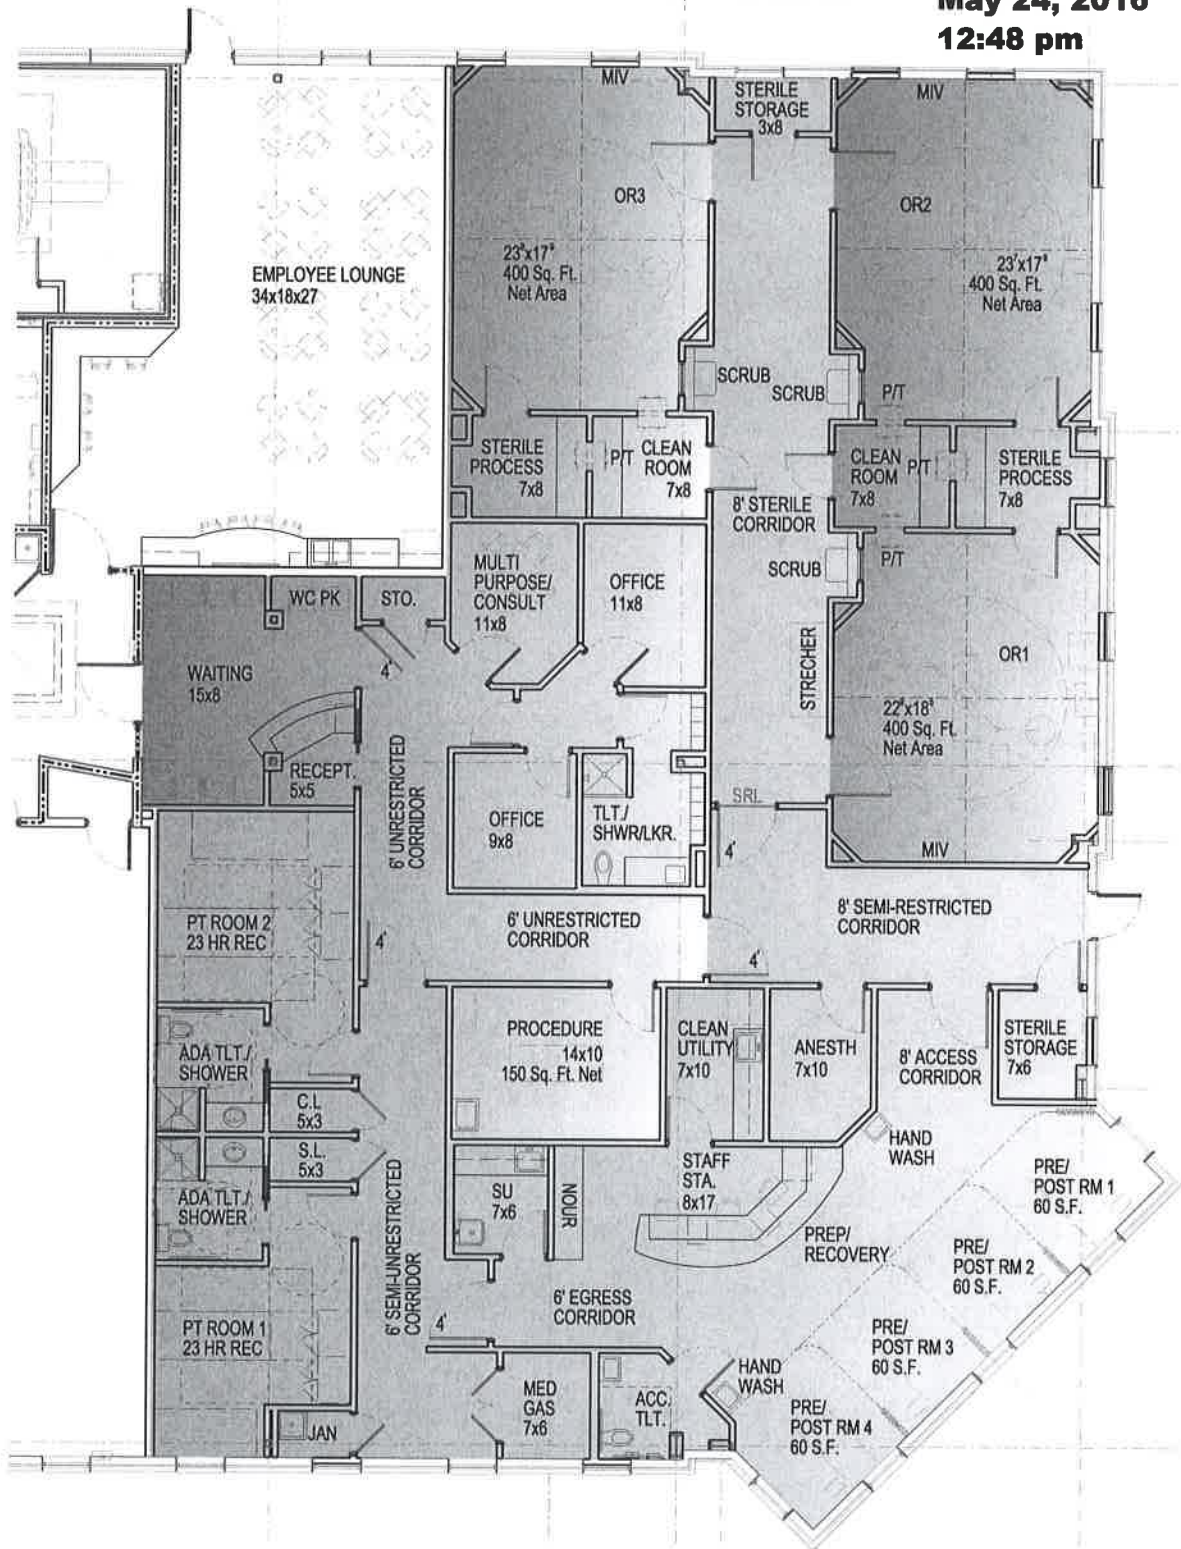 May 24, 2016
12:48 pm
MIV
STERILE
STORAGE
3x8
MIV
OR3
OR2
EMPLOYEE LOUNGE
34x18x27
400 Sq. Ft.
Net Area
400 Sq. Ft.
Net Area
SCRUB
SCRUB
P/T
STERILE
PROCESS
7x8
P/T
CLEAN
ROOM
7x8
CLEAN
ROOM
7x8
P/T
STERILE
PROCESS
7x8
8' STERILE
CORRIDOR
MULTI
PURPOSE/
CONSULT
11x8
OFFICE
11x8
SCRUB
P/T
WC PK
STO.
4'
WAITING
15x8
STRECHER
OR1
400 Sq. Ft.
Net Area
RECEPT.
5x5
6' UNRESTRICTED
CORRIDOR
OFFICE
9x8
TLT./
SHWR/LKR.
SRL
4'
MIV
PT ROOM 2
23 HR REC
4'
6' UNRESTRICTED
CORRIDOR
8' SEMI-RESTRICTED
CORRIDOR
4'
PROCEDURE
14x10
150 Sq. Ft. Net
CLEAN
UTILITY
7x10
ANESTH
7x10
8' ACCESS
CORRIDOR
STERILE
STORAGE
7x6
ADA TLT./
SHOWER
C.L
5x3
S.L.
5x3
ADA TLT./
SHOWER
HAND
WASH
SU
7x6
NOUR
STAFF
STA.
8x17
PREP/
RECOVERY
PRE/
POST RM 1
60 S.F.
PRE/
POST RM 2
60 S.F.
6' SEMI-UNRESTRICTED
CORRIDOR
6' EGRESS
CORRIDOR
4'
PT ROOM 1
23 HR REC
PRE/
POST RM 3
60 S.F.
HAND
WASH
MED
GAS
7x6
ACC.
TLT.
PRE/
POST RM 4
60 S.F.
JAN